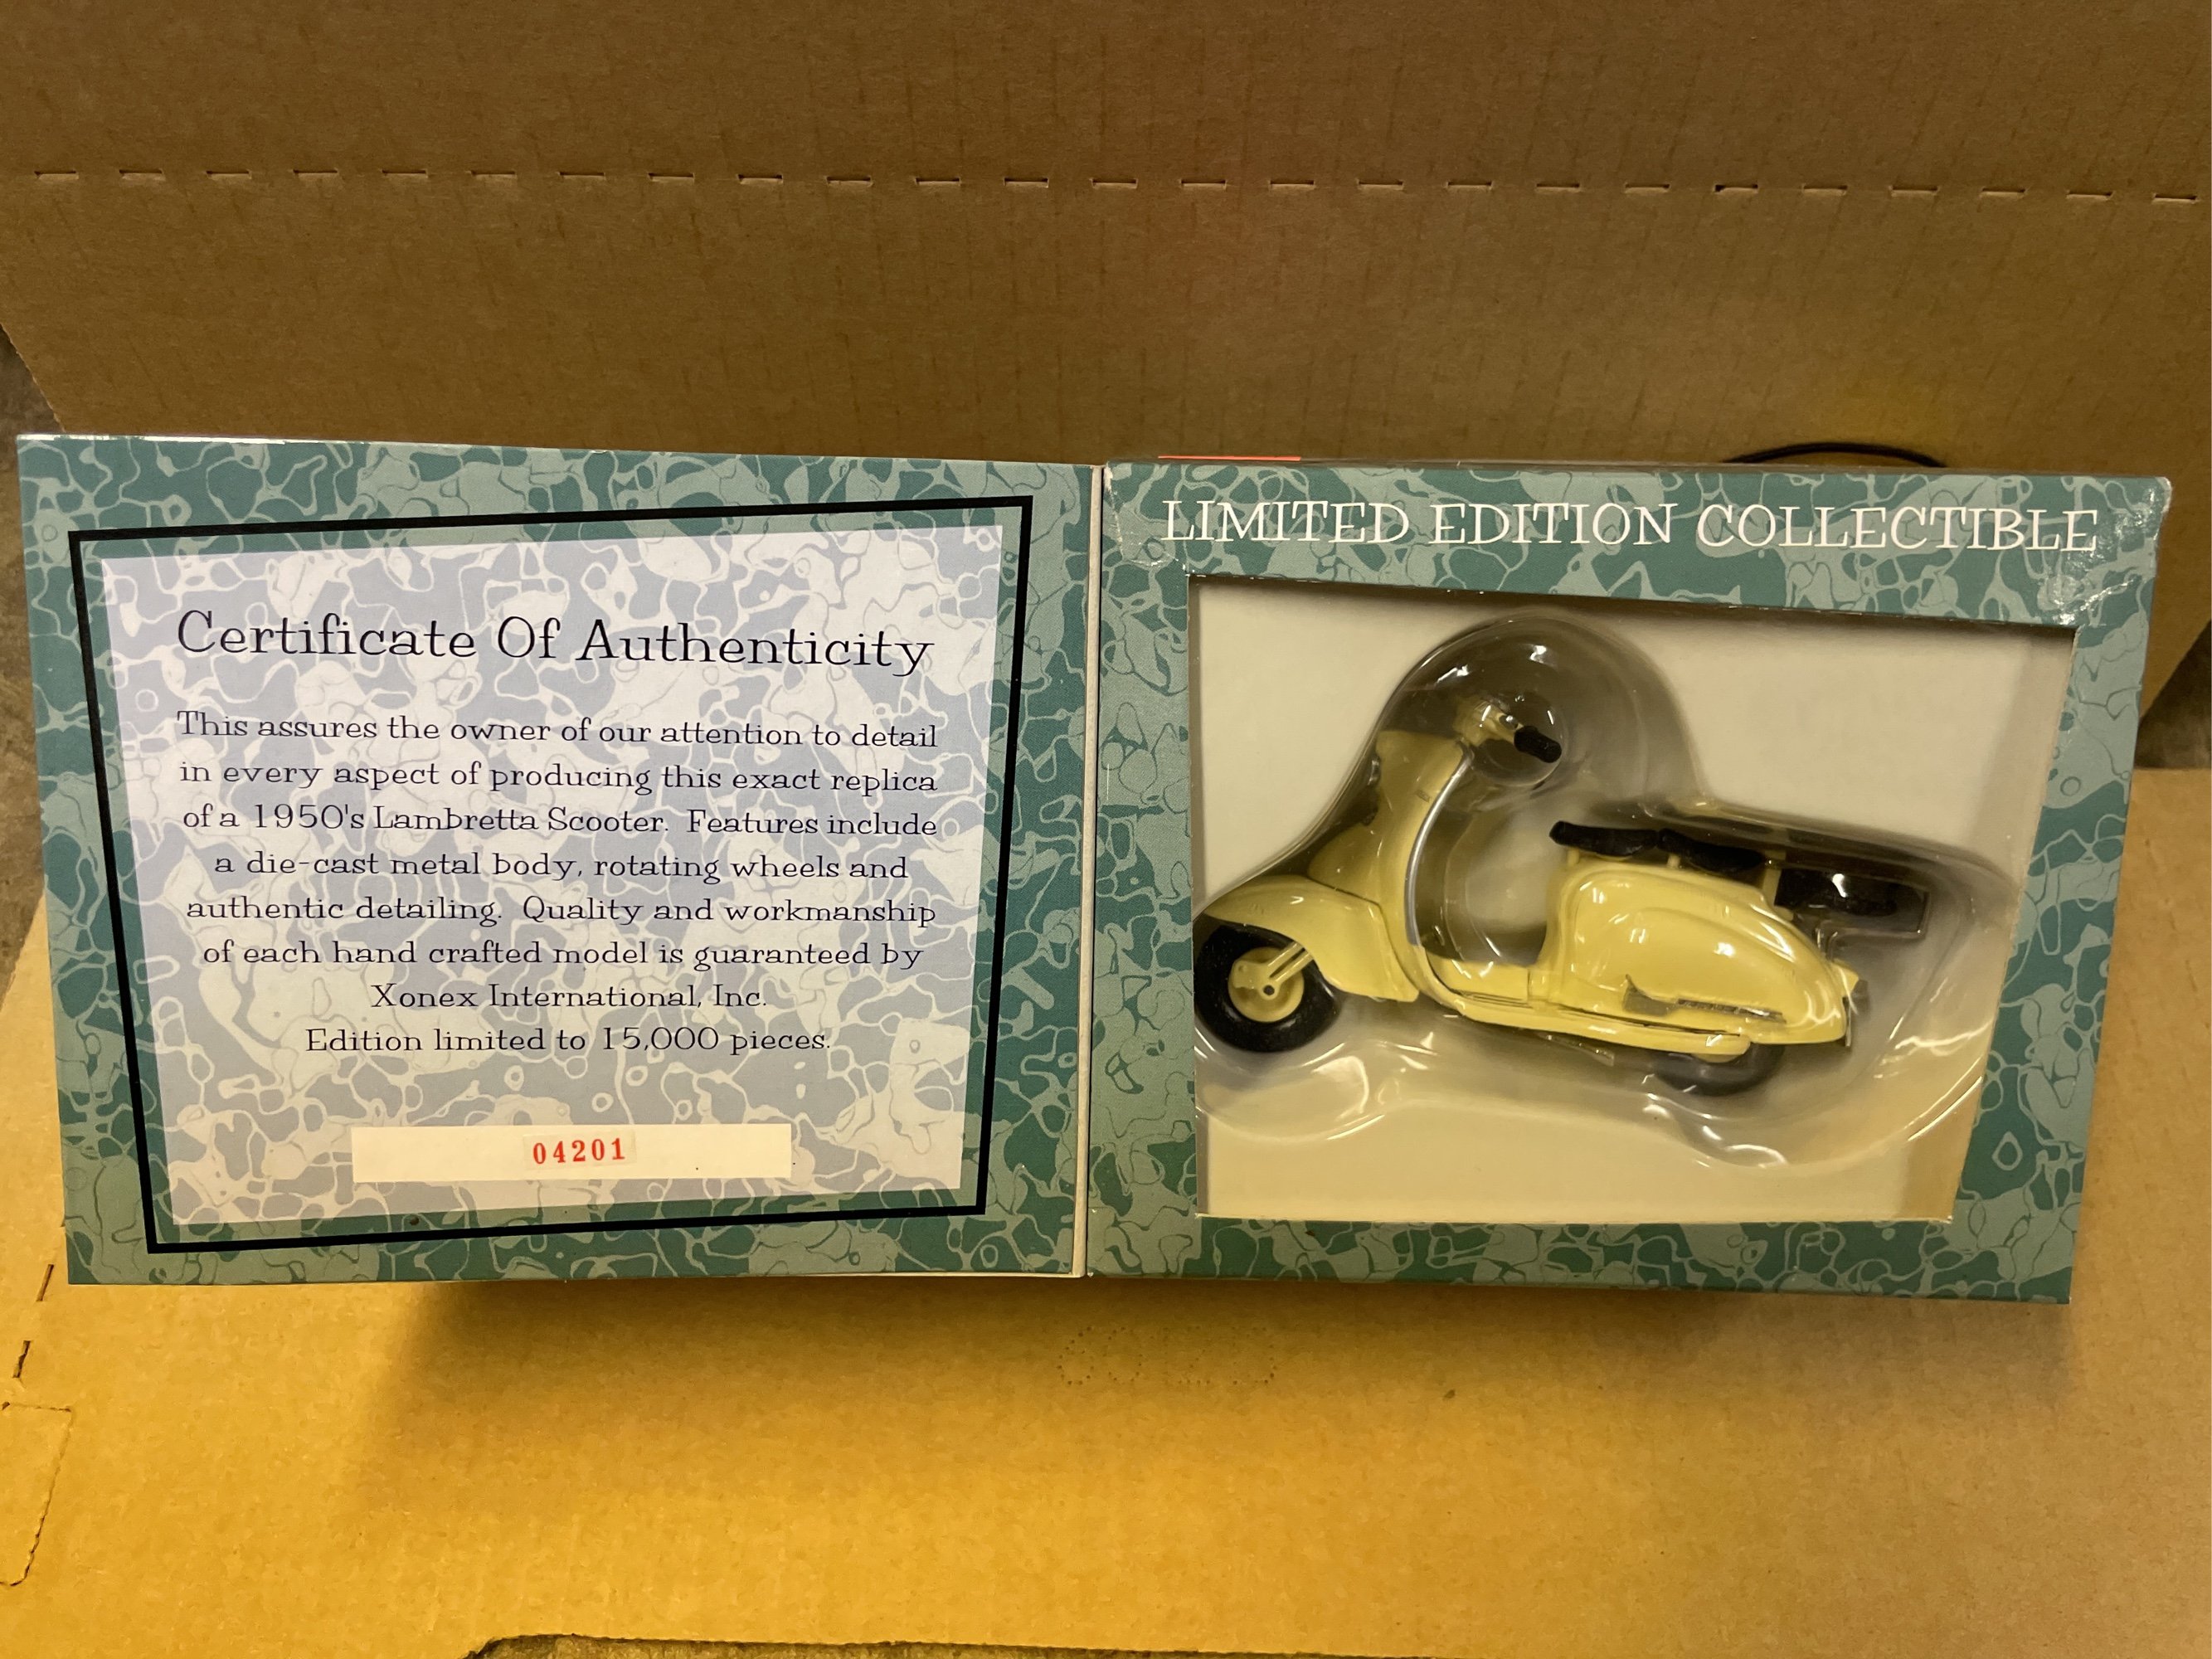 Certificate Of Authenticity
This assures the owner of our attention to detail
in every aspect of producing this exact replica
of a 1950's Lambretta Scooter. Features include
a die-cast metal body, rotating wheels and
authentic detailing. Quality and workmanship
of each hand crafted model is guaranteed by
Xonex International, Inc.
Edition limited to 15,000 pieces.
04201
LIMITED EDITION COLLECTIBLE